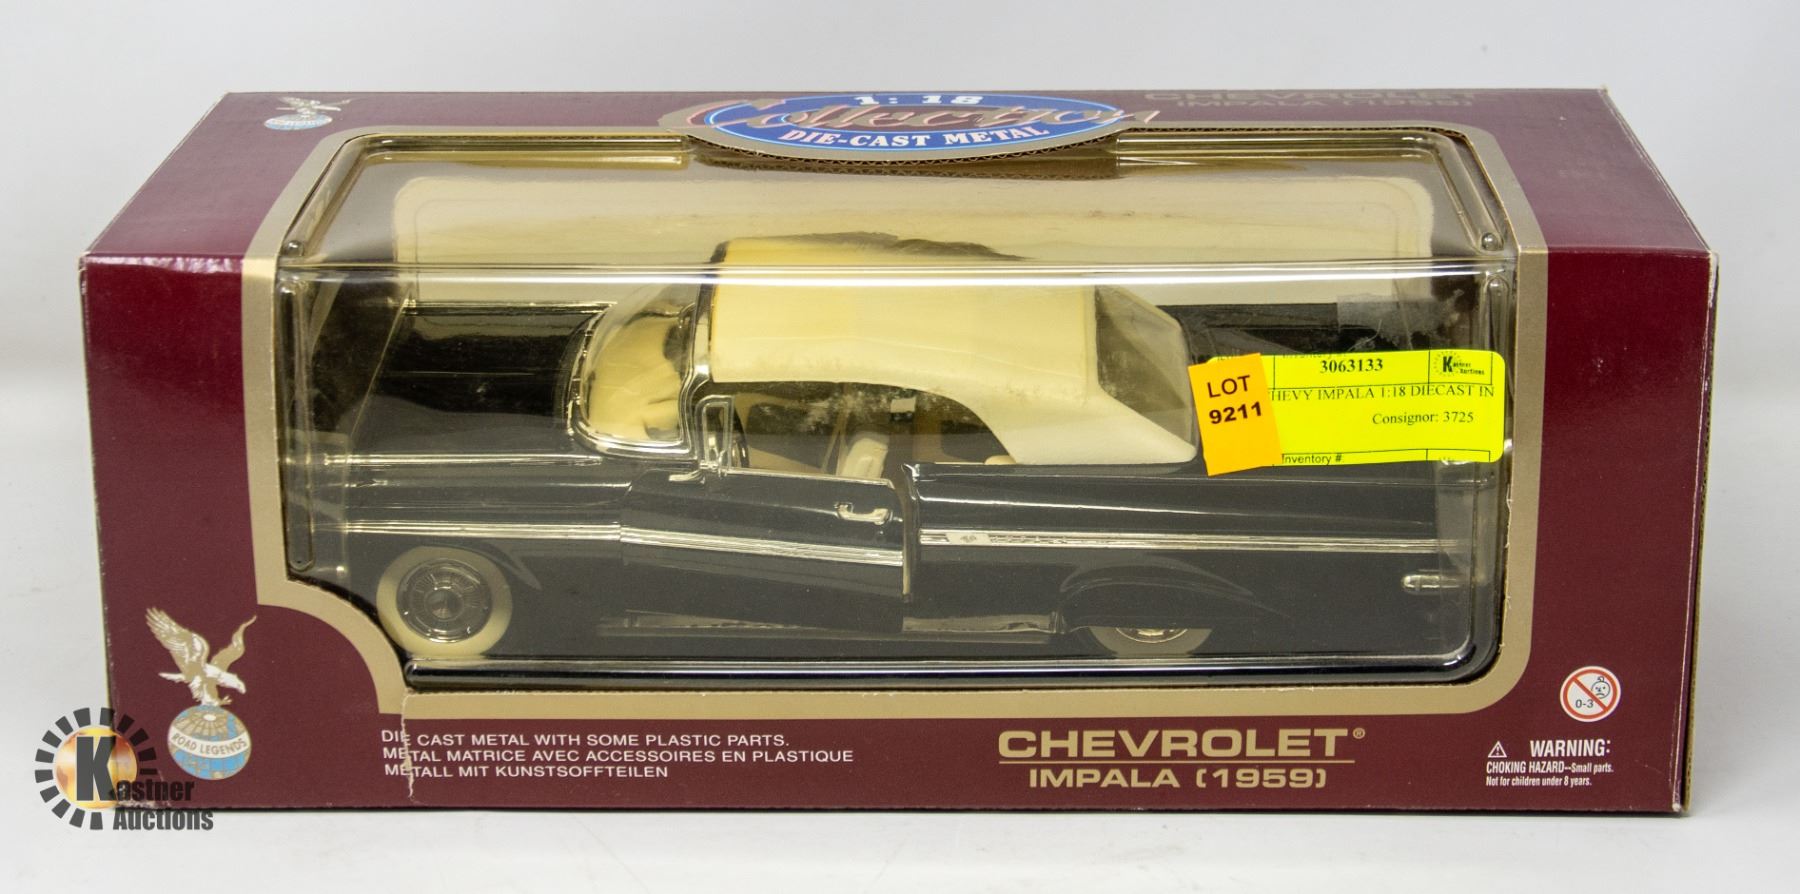 1:18
Collection
DIE-CAST METAL
CHEVROLET
IMPALA (1959)
3063133
Kastner
Auctions
LOT
9211
HEVY IMPALA 1:18 DIECAST IN
Consignor: 3725
Inventory #
ROAD LEGENDS
0-3
DIE CAST METAL WITH SOME PLASTIC PARTS.
METAL MATRICE AVEC ACCESSOIRES EN PLASTIQUE
METALL MIT KUNSTSOFFTEILEN
CHEVROLET®
IMPALA (1959)
WARNING:
CHOKING HAZARD--Small parts.
Not for children under 8 years.
Kastner
Auctions